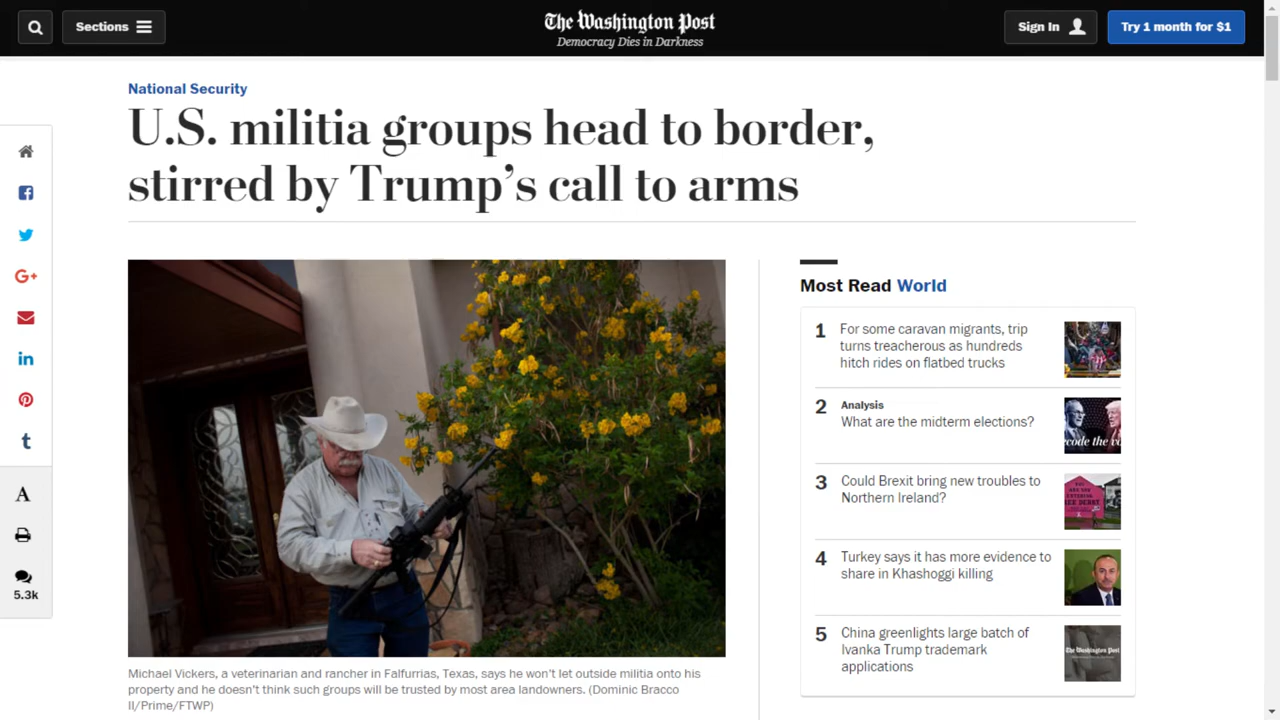 Sections
The Washington Post
Democracy Dies in Darkness
Sign In
Try 1 month for $1
National Security
U.S. militia groups head to border,
stirred by Trump’s call to arms
G+
in
t
A
5.3k
Michael Vickers, a veterinarian and rancher in Falfurrias, Texas, says he won’t let outside militia onto his
property and he doesn’t think such groups will be trusted by most area landowners. (Dominic Bracco
II/Prime/FTWP)
Most Read World
1
For some caravan migrants, trip
turns treacherous as hundreds
hitch rides on flatbed trucks
2
Analysis
What are the midterm elections?
3
Could Brexit bring new troubles to
Northern Ireland?
4
Turkey says it has more evidence to
share in Khashoggi killing
5
China greenlights large batch of
Ivanka Trump trademark
applications
The Washington Post